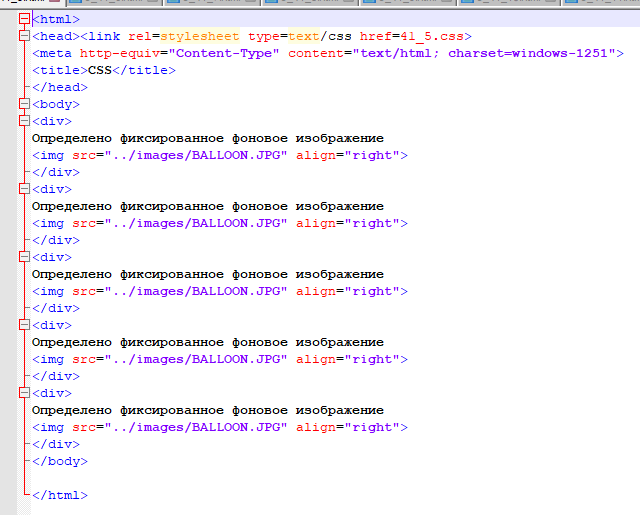 <html>
<head><link rel=stylesheet type=text/css href=41_5.css>
<meta http-equiv="Content-Type" content="text/html; charset=windows-1251">
<title>CSS</title>
</head>
<body>
<div>
Определено фиксированное фоновое изображение
<img src="../images/BALLOON.JPG" align="right">
</div>
<div>
Определено фиксированное фоновое изображение
<img src="../images/BALLOON.JPG" align="right">
</div>
<div>
Определено фиксированное фоновое изображение
<img src="../images/BALLOON.JPG" align="right">
</div>
<div>
Определено фиксированное фоновое изображение
<img src="../images/BALLOON.JPG" align="right">
</div>
<div>
Определено фиксированное фоновое изображение
<img src="../images/BALLOON.JPG" align="right">
</div>
</body>
</html>